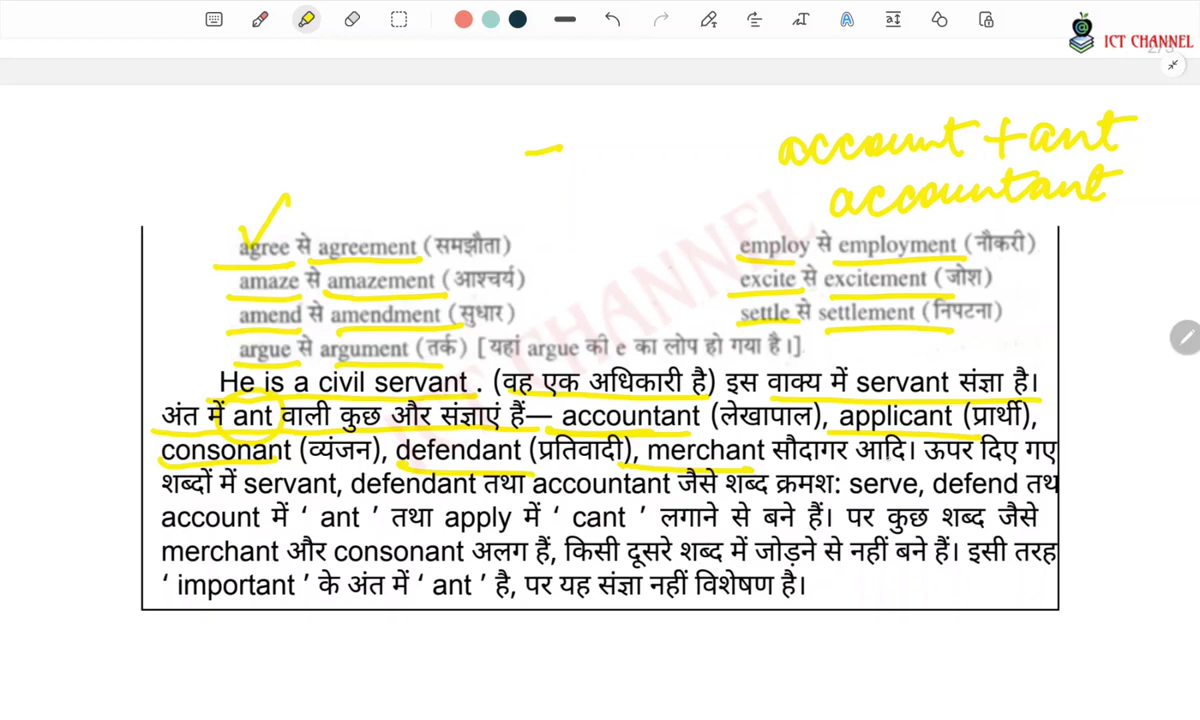 ICT CHANNEL
account + ant
accountant
agree से agreement (समझौता) employ से employment (नौकरी)
amaze से amazement (आश्चर्य) excite से excitement (जोश)
amend से amendment (सुधार) settle से settlement (निपटना)
argue से argument (तर्क) [यहां argue की e का लोप हो गया है।]
He is a civil servant . (वह एक अधिकारी है) इस वाक्य में servant संज्ञा है।
अंत में ant वाली कुछ और संज्ञाएं हैं— accountant (लेखापाल), applicant (प्रार्थी),
consonant (व्यंजन), defendant (प्रतिवादी), merchant सौदागर आदि। ऊपर दिए गए
शब्दों में servant, defendant तथा accountant जैसे शब्द क्रमश: serve, defend तथ
account में ‘ ant ’ तथा apply में ‘ cant ’ लगाने से बने हैं। पर कुछ शब्द जैसे
merchant और consonant अलग हैं, किसी दूसरे शब्द में जोड़ने से नहीं बने हैं। इसी तरह
‘ important ’ के अंत में ‘ ant ’ है, पर यह संज्ञा नहीं विशेषण है।
ICT CHANNEL